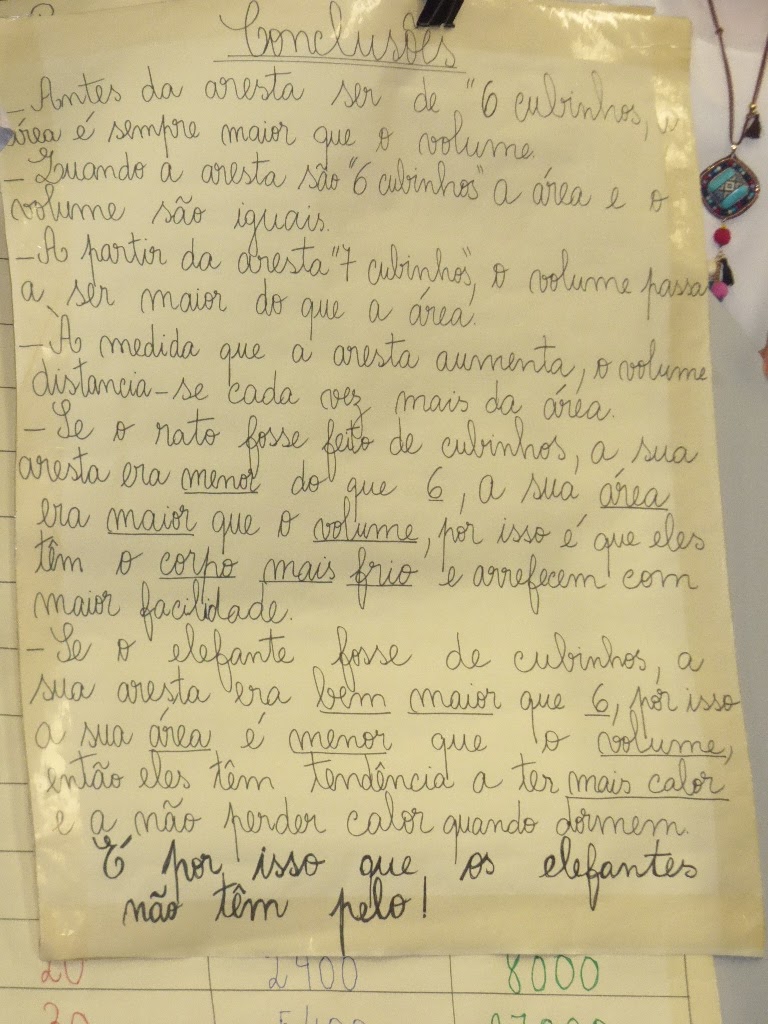 Conclusões
- Antes da aresta ser de "6 cubinhos, a
área é sempre maior que o volume.
- Quando a aresta são "6 cubinhos" a área e o
volume são iguais.
- A partir da aresta "7 cubinhos", o volume passa
a ser maior do que a área.
- À medida que a aresta aumenta, o volume
distancia-se cada vez mais da área.
- Se o rato fosse feito de cubinhos, a sua
aresta era menor do que 6, a sua área
era maior que o volume, por isso é que eles
têm o corpo mais frio e arrefecem com
maior facilidade.
- Se o elefante fosse de cubinhos, a
sua aresta era bem maior que 6, por isso
a sua área é menor que o volume,
então eles têm tendência a ter mais calor
e a não perder calor quando dormem.
É por isso que os elefantes
não têm pelo!
20 2400 8000